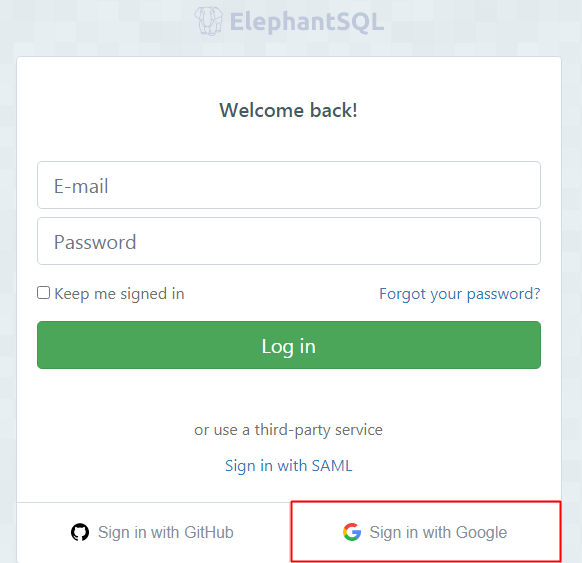 ElephantSQL
Welcome back!
E-mail
Password
Keep me signed in Forgot your password?
Log in
or use a third-party service
Sign in with SAML
Sign in with GitHub Sign in with Google